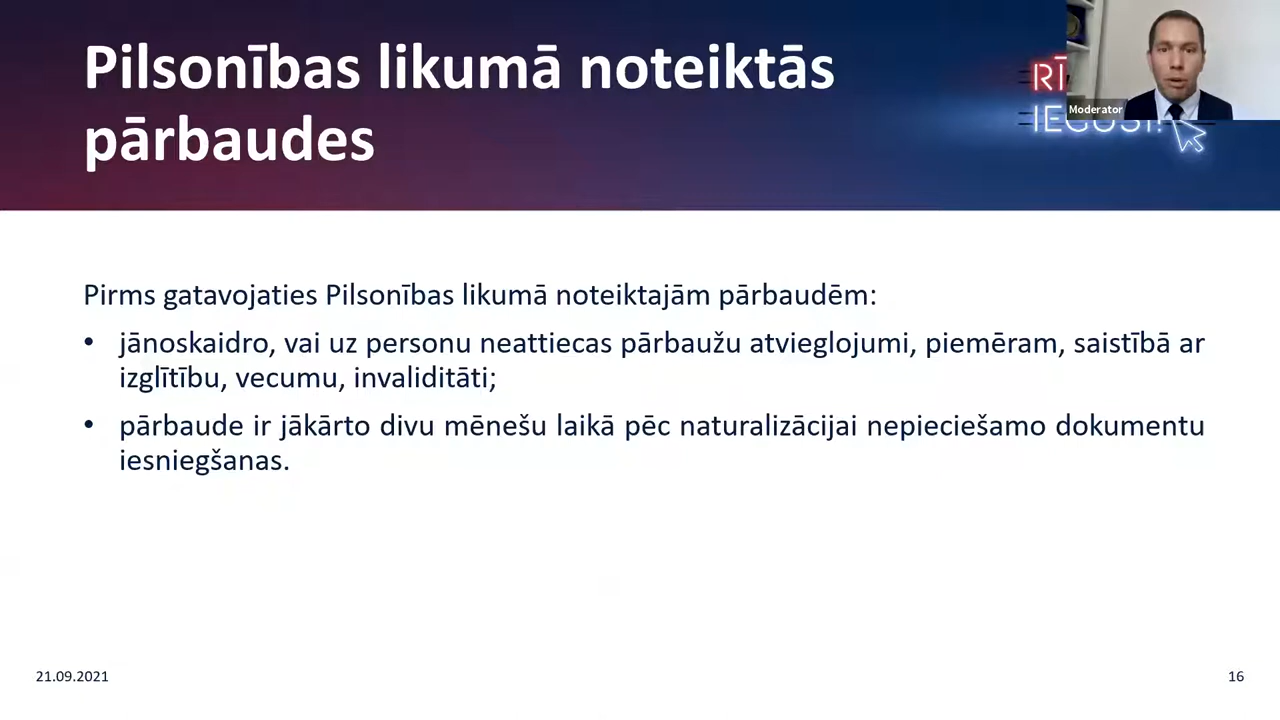 Pilsonības likumā noteiktās
pārbaudes
Moderator
Pirms gatavojaties Pilsonības likumā noteiktajām pārbaudēm:
• jānoskaidro, vai uz personu neattiecas pārbaužu atvieglojumi, piemēram, saistībā ar
izglītību, vecumu, invaliditāti;
• pārbaude ir jākārto divu mēnešu laikā pēc naturalizācijai nepieciešamo dokumentu
iesniegšanas.
21.09.2021
16